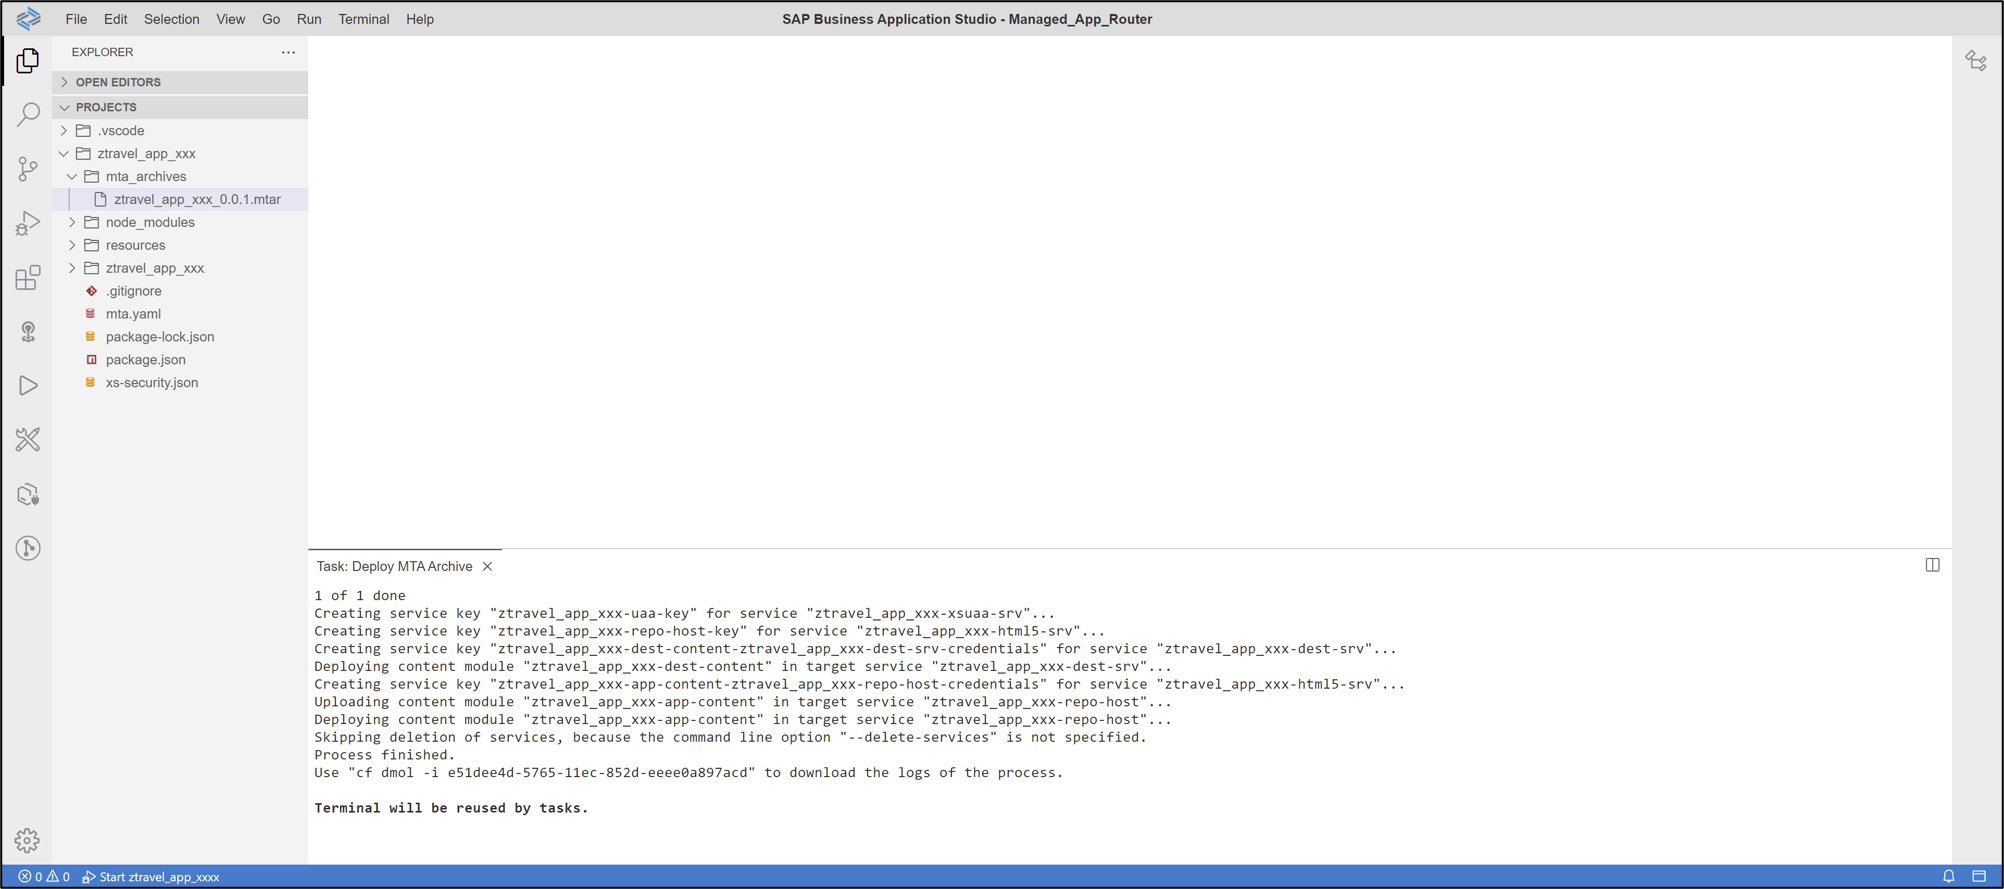 File Edit Selection View Go Run Terminal Help
SAP Business Application Studio - Managed_App_Router
EXPLORER
OPEN EDITORS
PROJECTS
.vscode
ztravel_app_xxx
mta_archives
ztravel_app_xxx_0.0.1.mtar
node_modules
resources
ztravel_app_xxx
.gitignore
mta.yaml
package-lock.json
package.json
xs-security.json
Task: Deploy MTA Archive
1 of 1 done
Creating service key "ztravel_app_xxx-uaa-key" for service "ztravel_app_xxx-xsuaa-srv"...
Creating service key "ztravel_app_xxx-repo-host-key" for service "ztravel_app_xxx-html5-srv"...
Creating service key "ztravel_app_xxx-dest-content-ztravel_app_xxx-dest-srv-credentials" for service "ztravel_app_xxx-dest-srv"...
Deploying content module "ztravel_app_xxx-dest-content" in target service "ztravel_app_xxx-dest-srv"...
Creating service key "ztravel_app_xxx-app-content-ztravel_app_xxx-repo-host-credentials" for service "ztravel_app_xxx-html5-srv"...
Uploading content module "ztravel_app_xxx-app-content" in target service "ztravel_app_xxx-repo-host"...
Deploying content module "ztravel_app_xxx-app-content" in target service "ztravel_app_xxx-repo-host"...
Skipping deletion of services, because the command line option "--delete-services" is not specified.
Process finished.
Use "cf dmol -i e51dee4d-5765-11ec-852d-eeee0a897acd" to download the logs of the process.
Terminal will be reused by tasks.
0 0 Start ztravel_app_xxxx